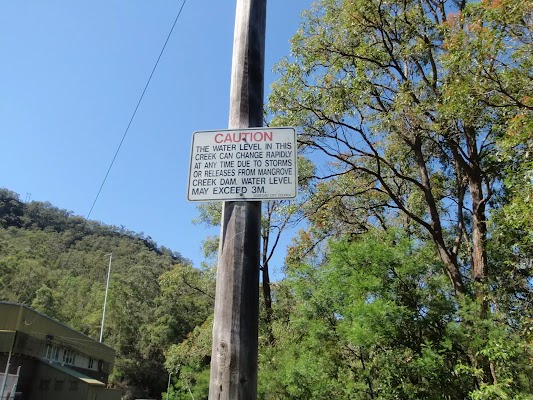 CAUTION
THE WATER LEVEL IN THIS
CREEK CAN CHANGE RAPIDLY
AT ANY TIME DUE TO STORMS
OR RELEASES FROM MANGROVE
CREEK DAM. WATER LEVEL
MAY EXCEED 3M.